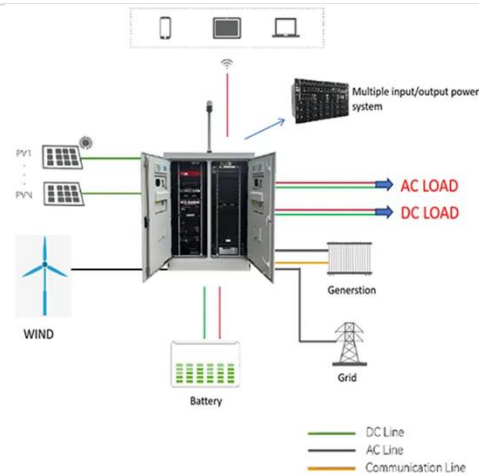 Multiple input/output power
system
PV1
PVN
AC LOAD
DC LOAD
WIND
Generstion
Battery
Grid
DC Line
AC Line
Communication Line